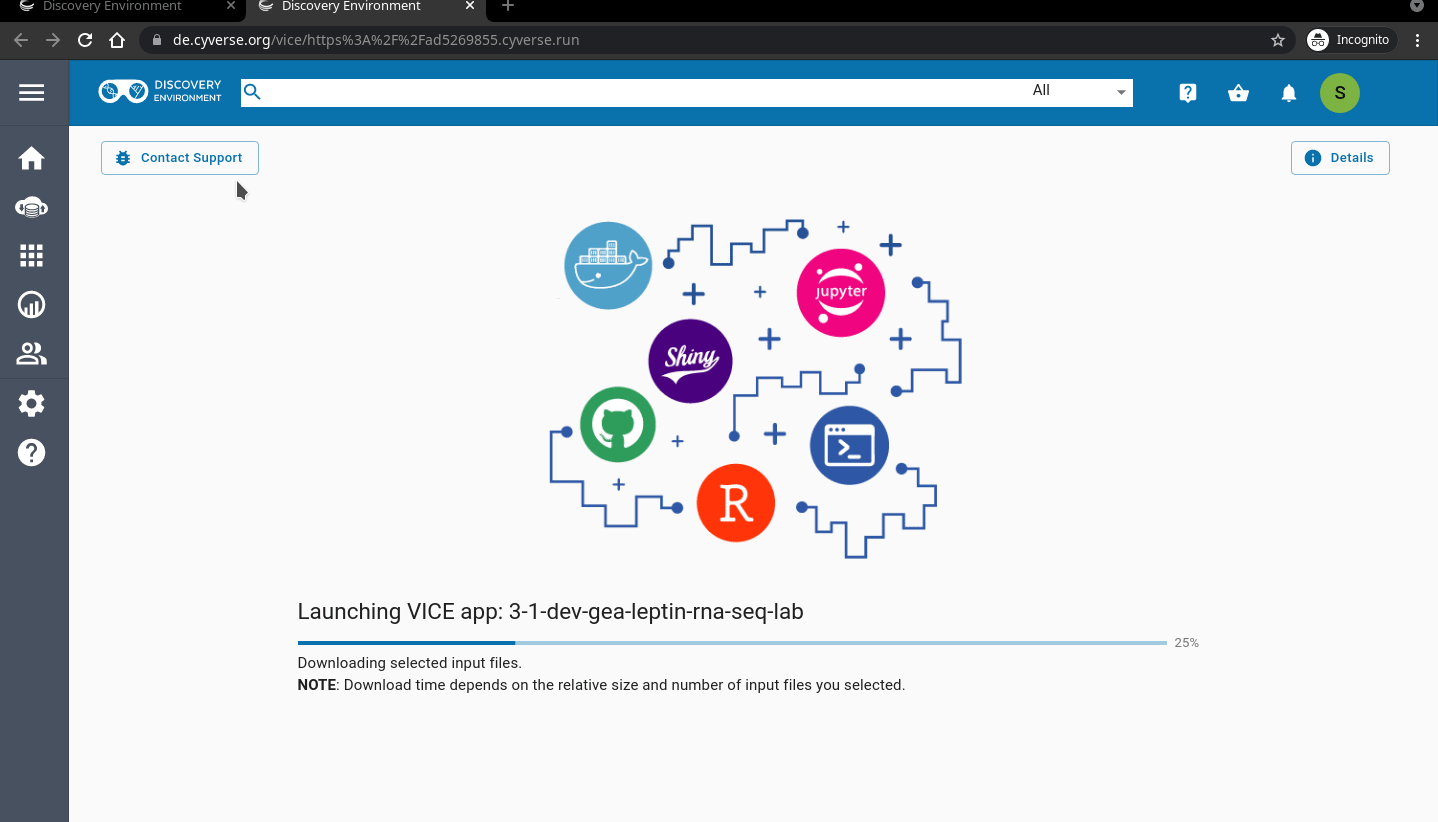 Discovery Environment
Discovery Environment
de.cyverse.org/vice/https%3A%2F%2Fad5269855.cyverse.run
Incognito
DISCOVERY
ENVIRONMENT
All
S
Contact Support
Details
jupyter
Shiny
R
Launching VICE app: 3-1-dev-gea-leptin-rna-seq-lab
25%
Downloading selected input files.
NOTE: Download time depends on the relative size and number of input files you selected.